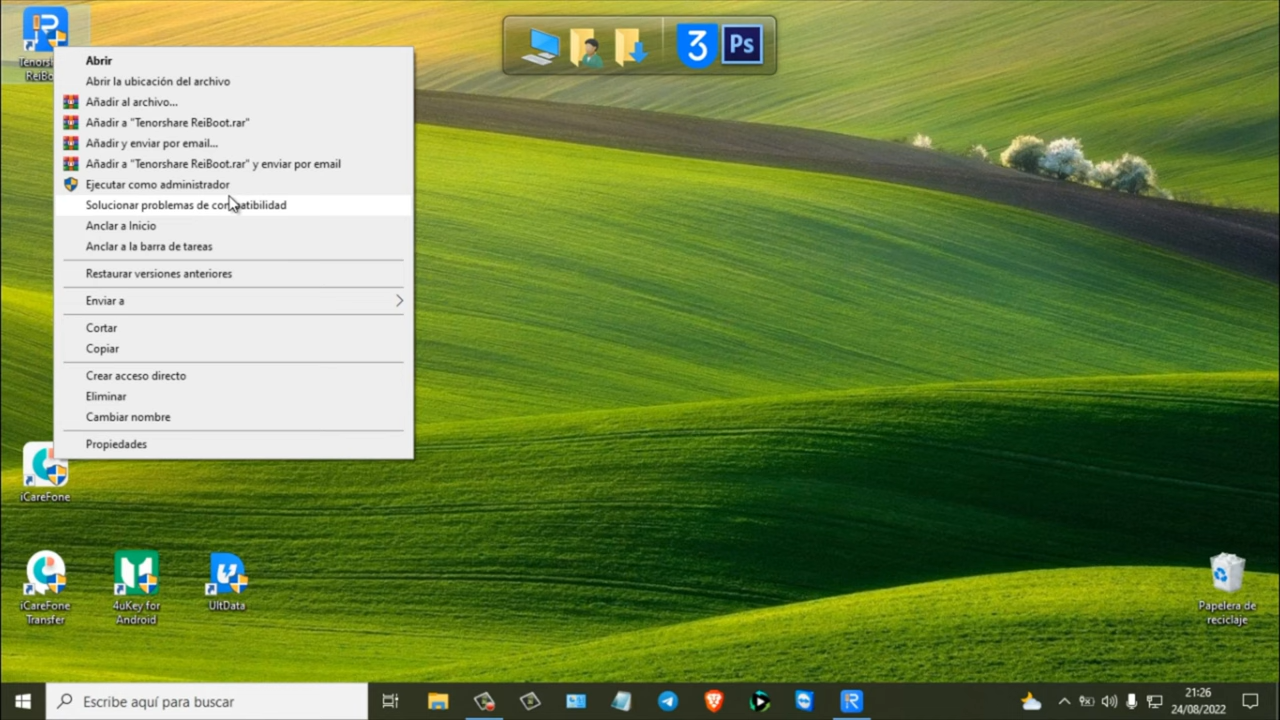 Tenorshare
ReiBoot
Abrir
Abrir la ubicación del archivo
Añadir al archivo...
Añadir a "Tenorshare ReiBoot.rar"
Añadir y enviar por email...
Añadir a "Tenorshare ReiBoot.rar" y enviar por email
Ejecutar como administrador
Solucionar problemas de compatibilidad
Anclar a Inicio
Anclar a la barra de tareas
Restaurar versiones anteriores
Enviar a
Cortar
Copiar
Crear acceso directo
Eliminar
Cambiar nombre
Propiedades
3
Ps
iCareFone
iCareFone
Transfer
4uKey for
Android
UltData
Papelera de
reciclaje
Escribe aquí para buscar
21:26
24/08/2022